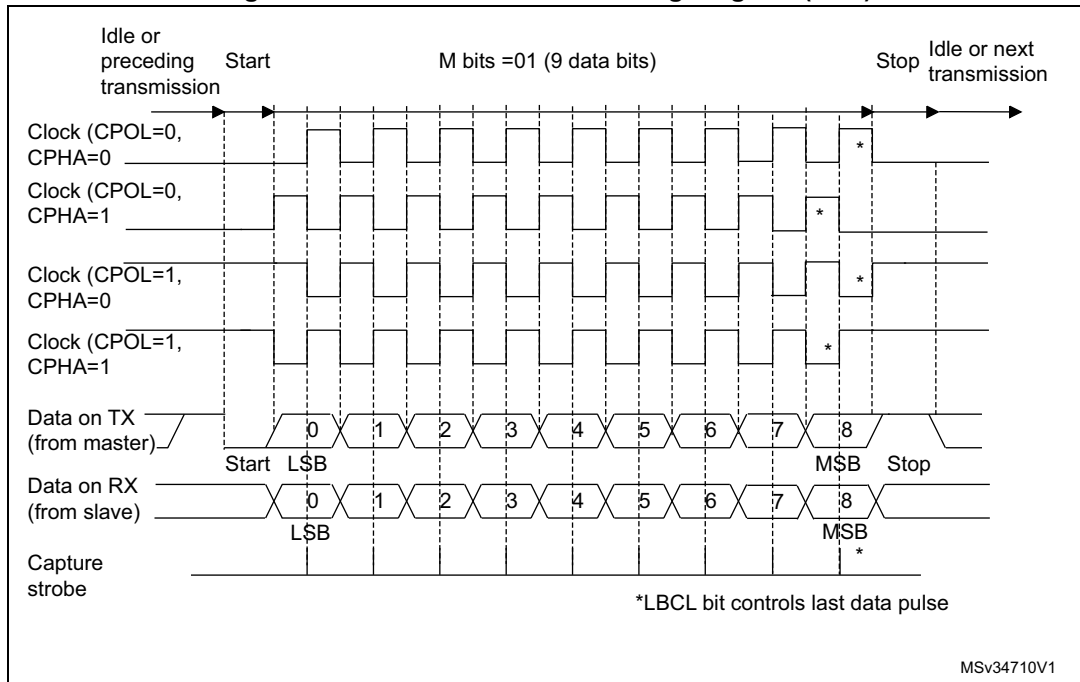 Idle or
preceding
transmission
Start
M bits =01 (9 data bits)
Stop
Idle or next
transmission
Clock (CPOL=0,
CPHA=0
*
Clock (CPOL=0,
CPHA=1
*
Clock (CPOL=1,
CPHA=0
*
Clock (CPOL=1,
CPHA=1
*
Data on TX
(from master)
0 1 2 3 4 5 6 7 8
Start LSB MSB Stop
Data on RX
(from slave)
0 1 2 3 4 5 6 7 8
LSB MSB
Capture
strobe
*
*LBCL bit controls last data pulse
MSv34710V1